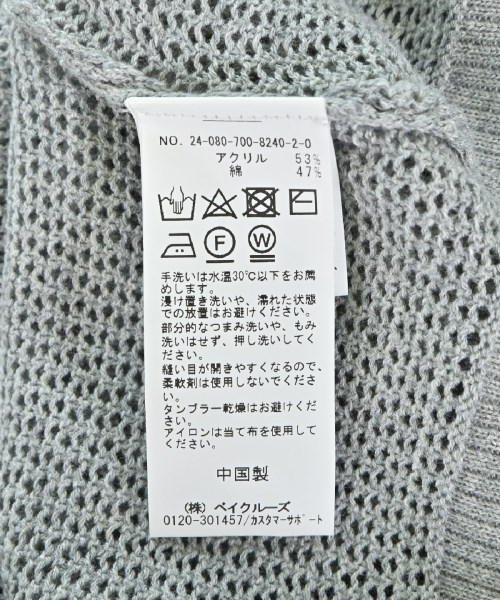 NO. 24-080-700-8240-2-0
アクリル 53%
綿 47%
F W
手洗いは水温30℃以下をお薦
めします。
浸け置き洗いや、濡れた状態
での放置はお避けください。
部分的なつまみ洗いや、もみ
洗いはせず、押し洗いしてく
ださい。
縫い目が開きやすくなるので、
柔軟剤は使用しないでくださ
い。
タンブラー乾燥はお避けくだ
さい。
アイロンは当て布を使用して
ください。
中国製
(株) ベイクルーズ
0120-301457/カスタマーサポート